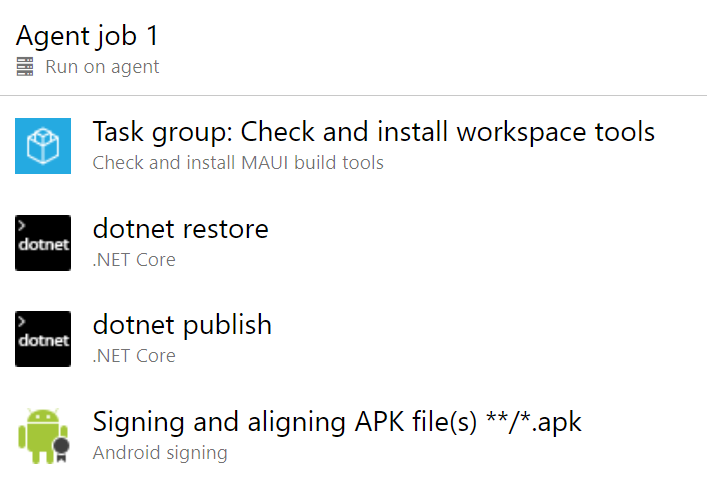 Agent job 1
Run on agent
Task group: Check and install workspace tools
Check and install MAUI build tools
>
dotnet
dotnet restore
.NET Core
>
dotnet
dotnet publish
.NET Core
Signing and aligning APK file(s) **/*.apk
Android signing